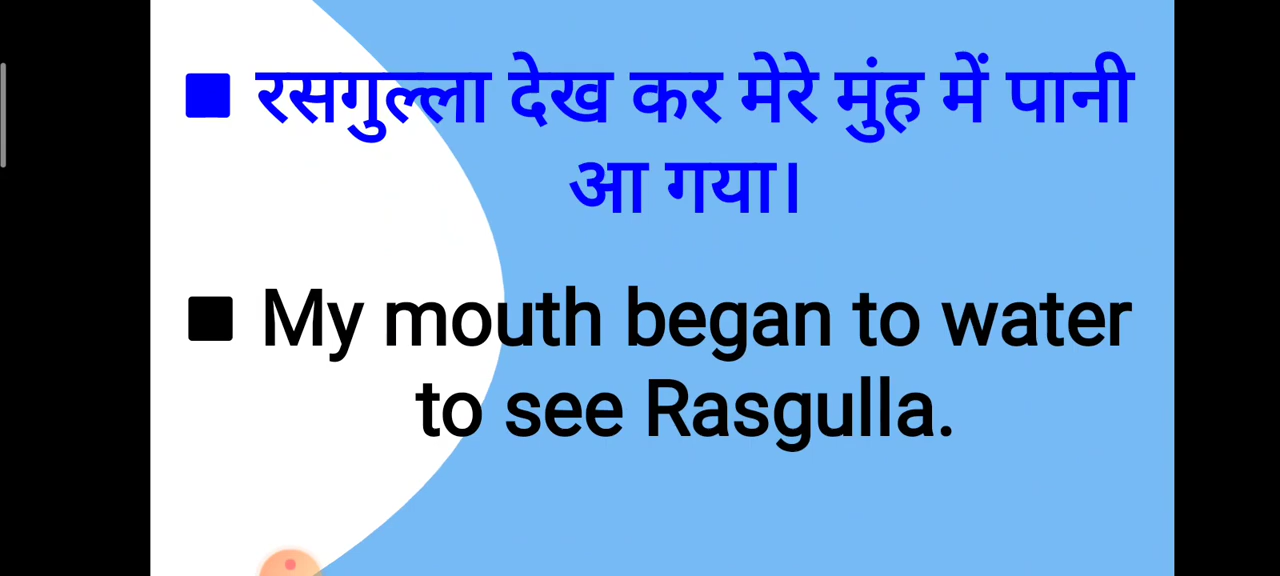 ■ रसगुल्ला देख कर मेरे मुंह में पानी
आ गया।
■ My mouth began to water
to see Rasgulla.